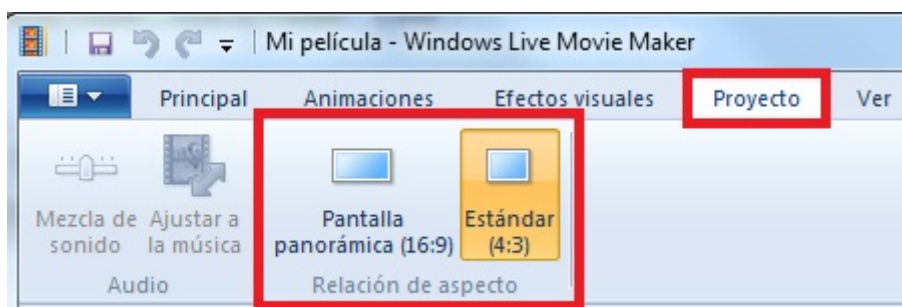 Mi película - Windows Live Movie Maker
Principal Animaciones Efectos visuales Proyecto Ver
Mezcla de sonido
Ajustar a la música
Audio
Pantalla panorámica (16:9)
Estándar (4:3)
Relación de aspecto